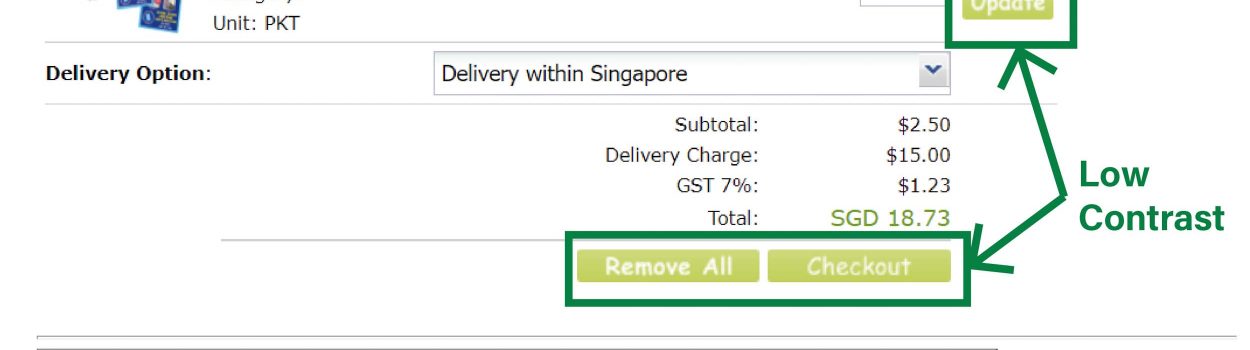 Update
Unit: PKT
Delivery Option:
Delivery within Singapore
Subtotal: $2.50
Delivery Charge: $15.00
GST 7%: $1.23
Total: SGD 18.73
Low
Contrast
Remove All Checkout